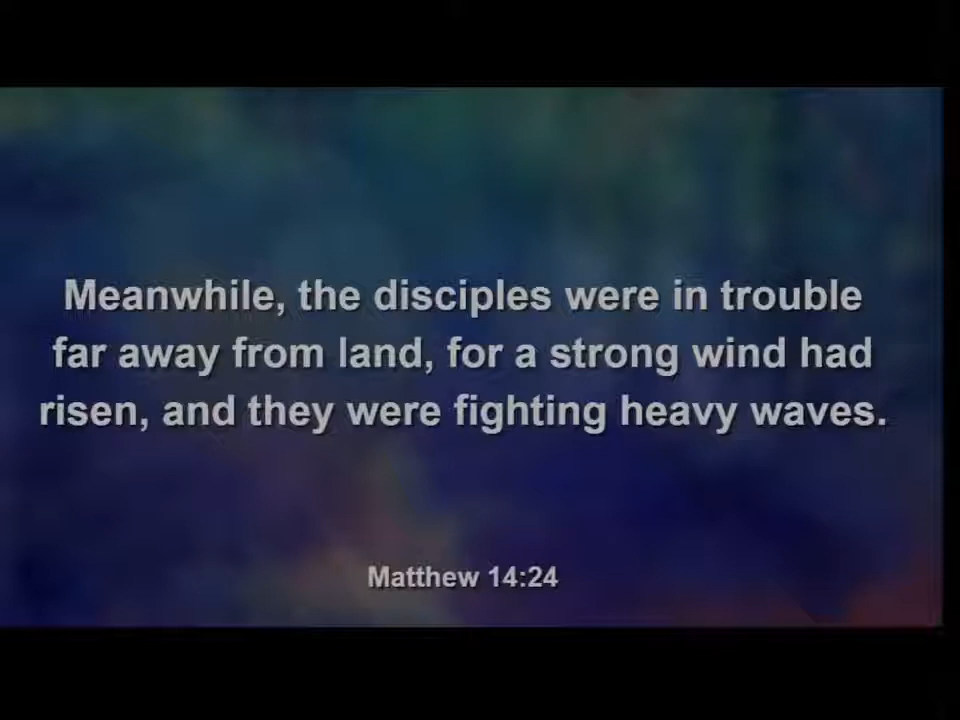 Meanwhile, the disciples were in trouble
far away from land, for a strong wind had
risen, and they were fighting heavy waves.
Matthew 14:24